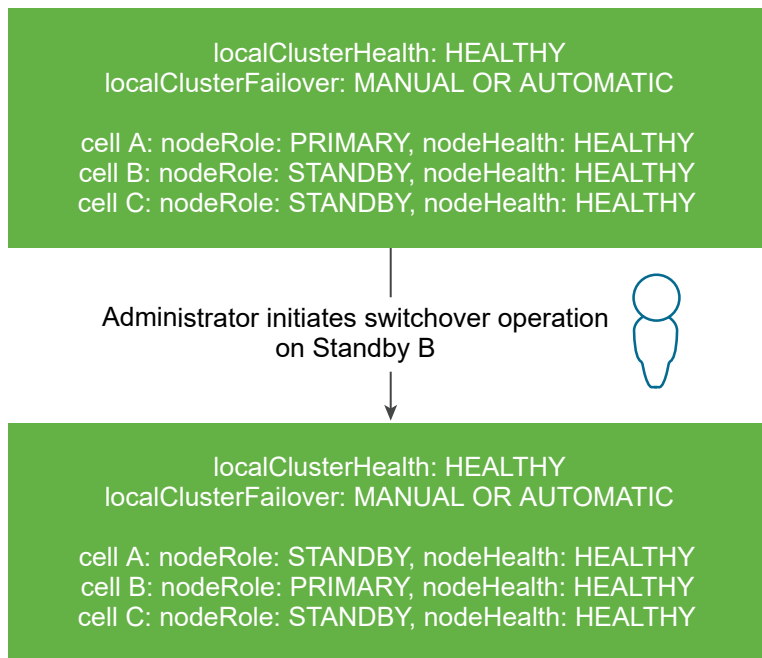 localClusterHealth: HEALTHY
localClusterFailover: MANUAL OR AUTOMATIC
cell A: nodeRole: PRIMARY, nodeHealth: HEALTHY
cell B: nodeRole: STANDBY, nodeHealth: HEALTHY
cell C: nodeRole: STANDBY, nodeHealth: HEALTHY
Administrator initiates switchover operation
on Standby B
localClusterHealth: HEALTHY
localClusterFailover: MANUAL OR AUTOMATIC
cell A: nodeRole: STANDBY, nodeHealth: HEALTHY
cell B: nodeRole: PRIMARY, nodeHealth: HEALTHY
cell C: nodeRole: STANDBY, nodeHealth: HEALTHY